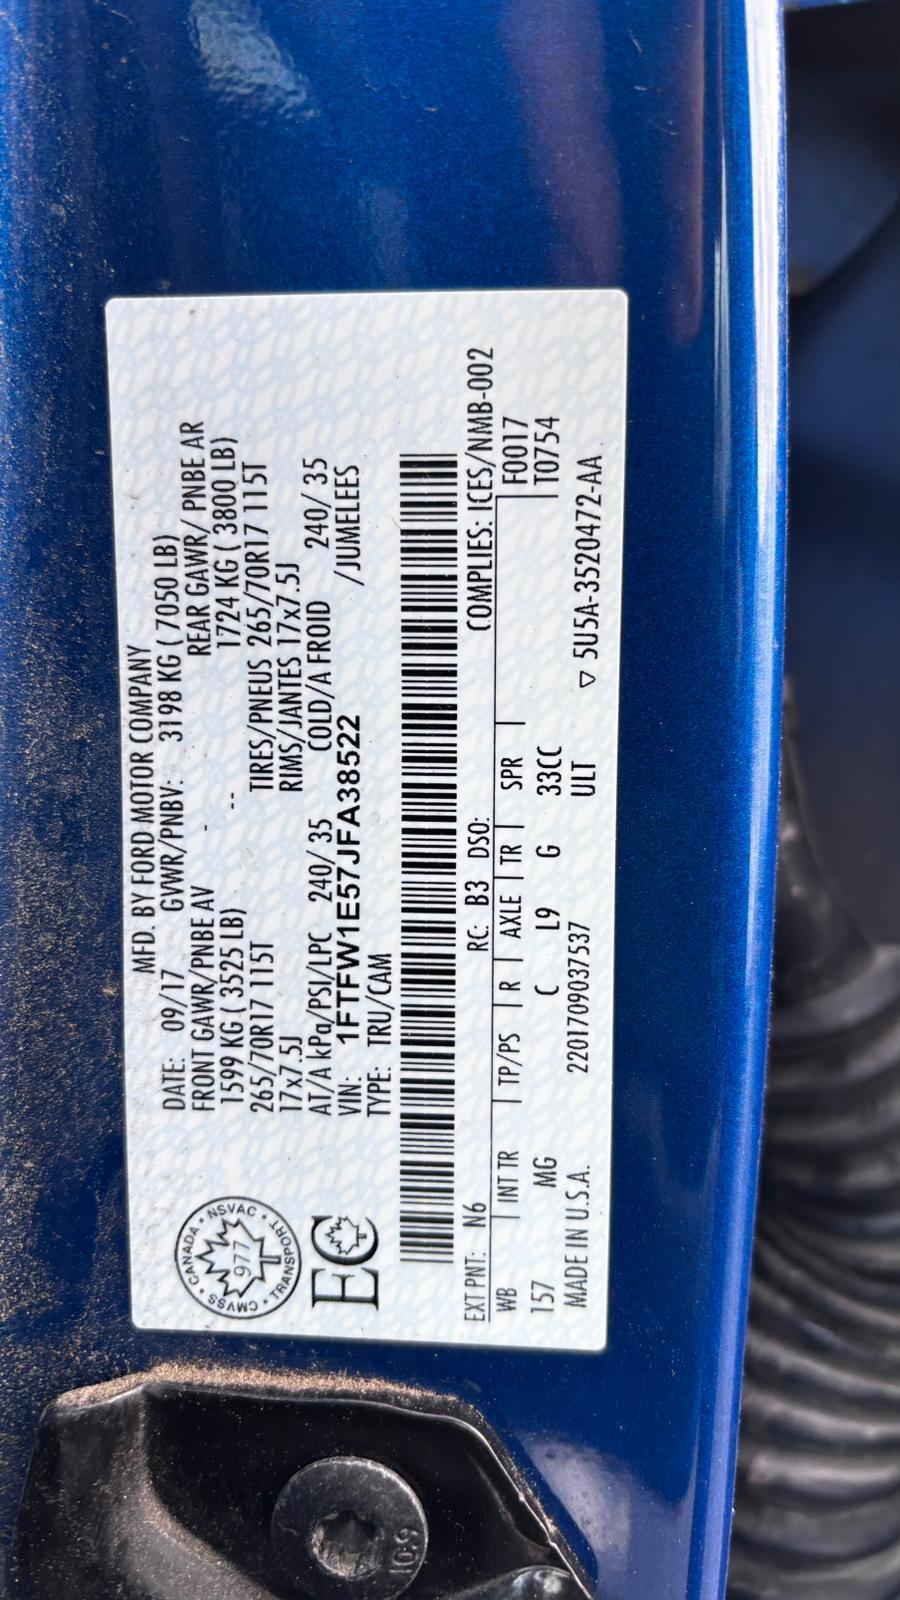 MFD. BY FORD MOTOR COMPANY
DATE: 09/17 GVWR/PNBV: 3198 KG ( 7050 LB)
FRONT GAWR/PNBE AV - REAR GAWR/ PNBE AR
1599 KG ( 3525 LB) -- 1724 KG ( 3800 LB)
265/70R17 115T TIRES/PNEUS 265/70R17 115T
17x7.5J RIMS/JANTES 17x7.5J
AT/A kPa/PSI/LPC 240/ 35 COLD/A FROID 240/ 35
VIN: 1FTFW1E57JFA38522 /JUMELEES
TYPE: TRU/CAM
CANADA • NSVAC • TRANSPORT • CMVSS •
977
EC
COMPLIES: ICES/NMB-002
EXT PNT: N6 RC: B3 DSO: F0017
WB INT TR TP/PS R AXLE TR SPR T0754
157 MG C L9 G 33CC
ULT
MADE IN U.S.A. 2201709037537 ▽ 5U5A-3520472-AA
10.9